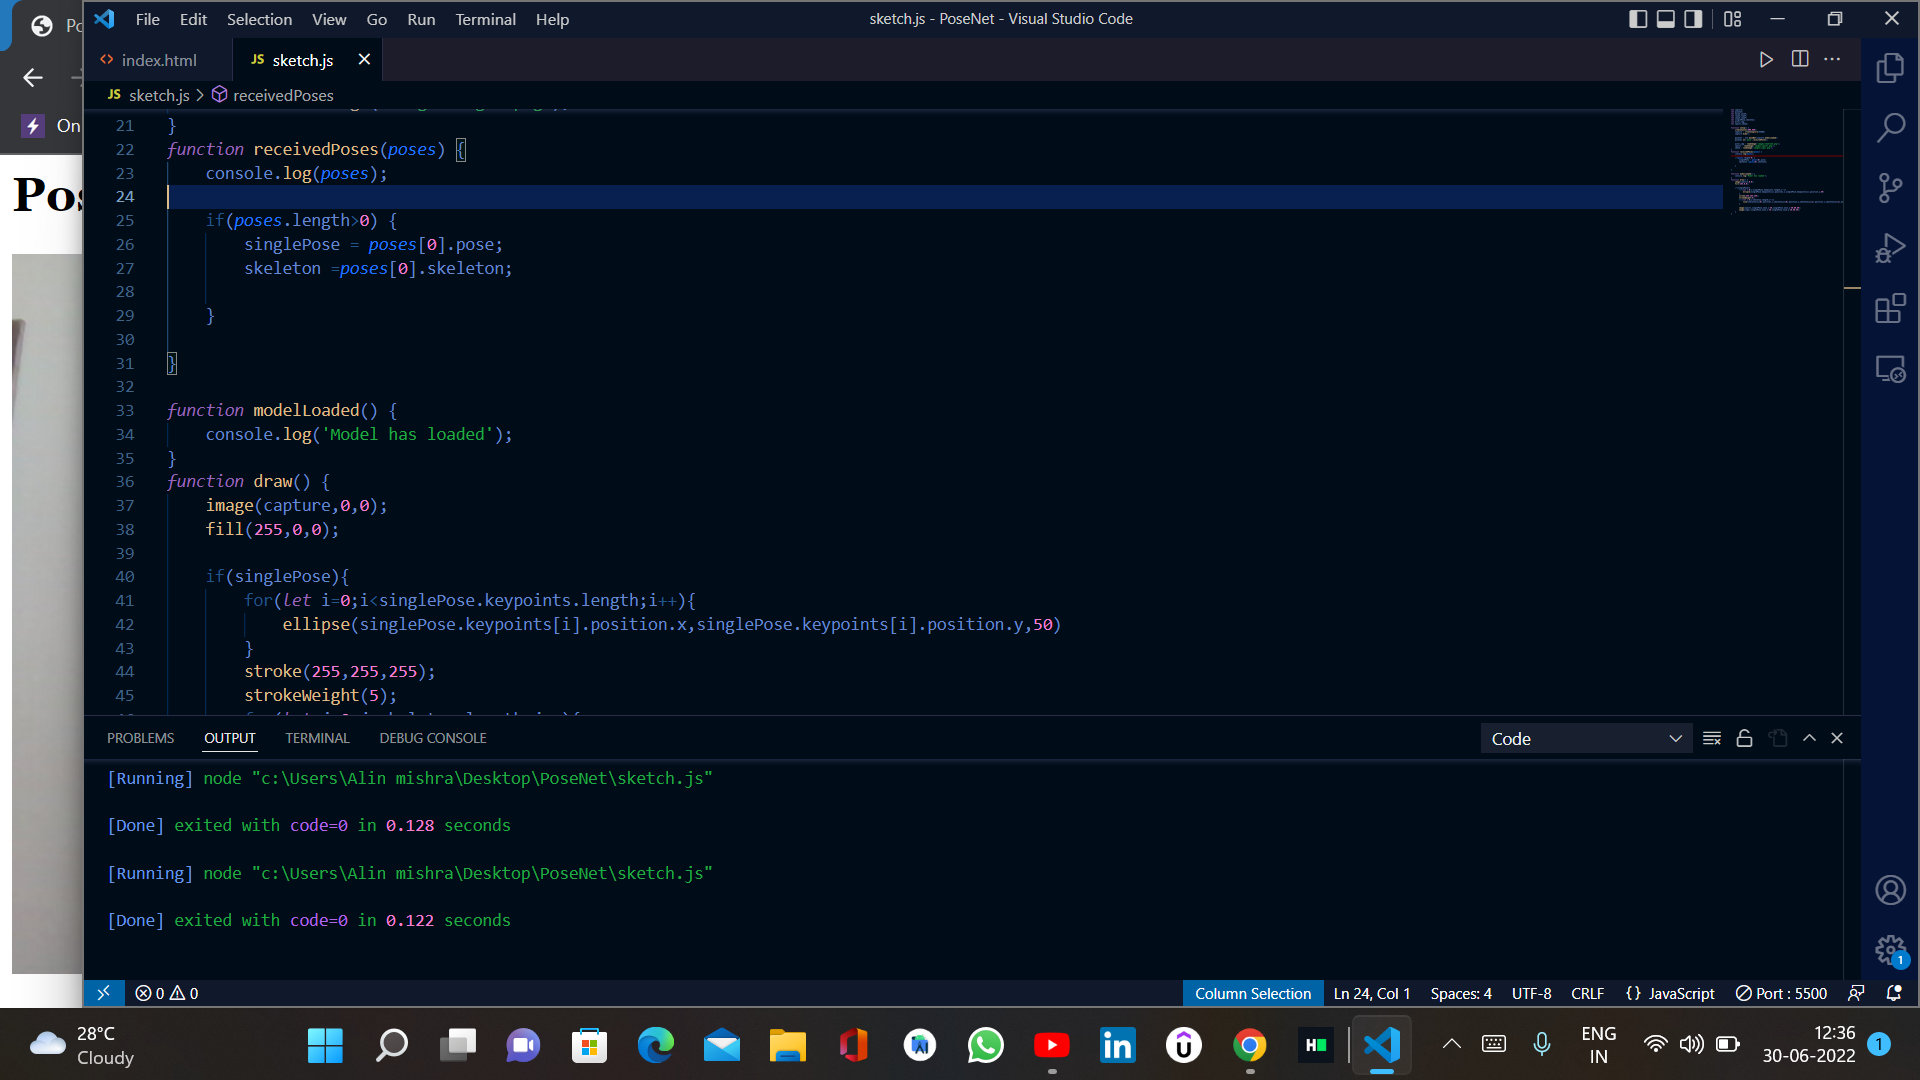 File Edit Selection View Go Run Terminal Help
sketch.js - PoseNet - Visual Studio Code
index.html
JS sketch.js
JS sketch.js > receivedPoses
On
Pos
21 }
22 function receivedPoses(poses) {
23 console.log(poses);
24
25 if(poses.length>0) {
26 singlePose = poses[0].pose;
27 skeleton =poses[0].skeleton;
28
29 }
30
31 }
32
33 function modelLoaded() {
34 console.log('Model has loaded');
35 }
36 function draw() {
37 image(capture,0,0);
38 fill(255,0,0);
39
40 if(singlePose){
41 for(let i=0;i<singlePose.keypoints.length;i++){
42 ellipse(singlePose.keypoints[i].position.x,singlePose.keypoints[i].position.y,50)
43 }
44 stroke(255,255,255);
45 strokeWeight(5);
PROBLEMS OUTPUT TERMINAL DEBUG CONSOLE
Code
[Running] node "c:\Users\Alin mishra\Desktop\PoseNet\sketch.js"
[Done] exited with code=0 in 0.128 seconds
[Running] node "c:\Users\Alin mishra\Desktop\PoseNet\sketch.js"
[Done] exited with code=0 in 0.122 seconds
1
0 0
Column Selection Ln 24, Col 1 Spaces: 4 UTF-8 CRLF {} JavaScript Port : 5500
28°C
Cloudy
ENG
IN
12:36
30-06-2022
1